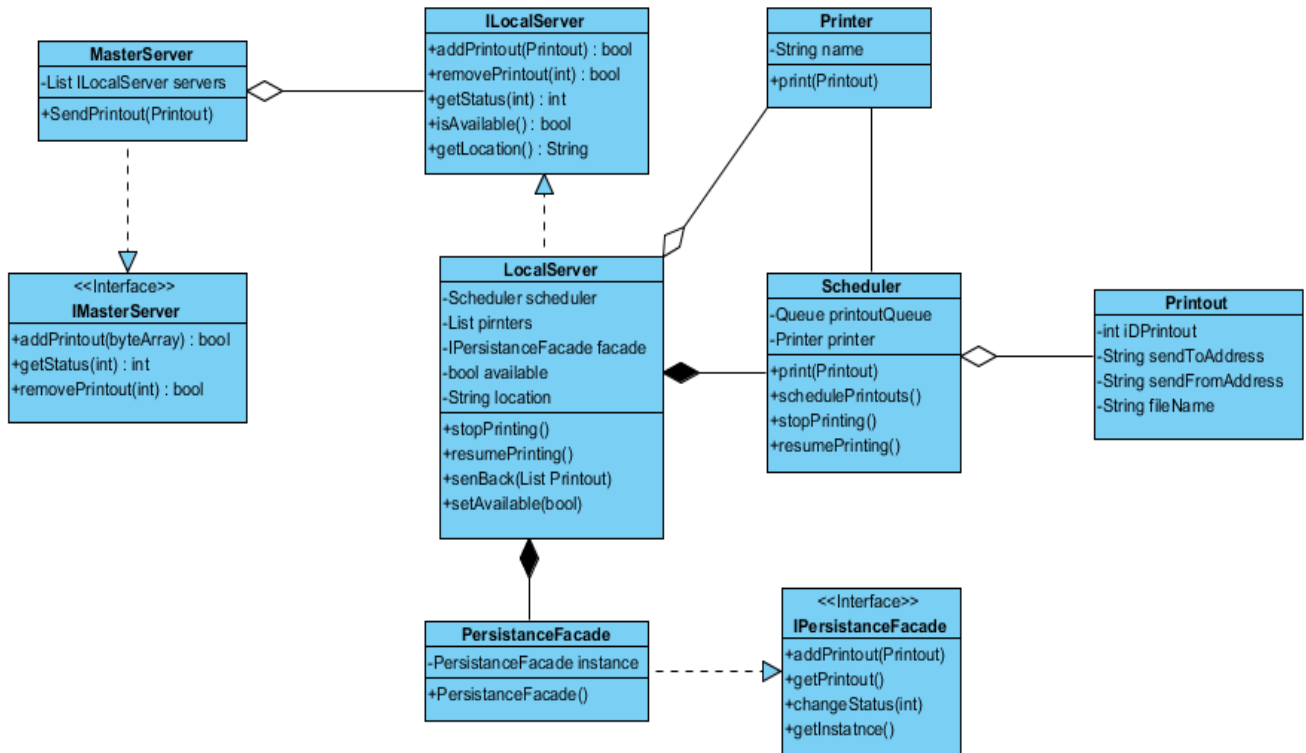 MasterServer
-List ILocalServer servers
+SendPrintout(Printout)
ILocalServer
+addPrintout(Printout) : bool
+removePrintout(int) : bool
+getStatus(int) : int
+isAvailable() : bool
+getLocation() : String
Printer
-String name
+print(Printout)
<<Interface>>
IMasterServer
+addPrintout(byteArray) : bool
+getStatus(int) : int
+removePrintout(int) : bool
LocalServer
-Scheduler scheduler
-List pirnters
-IPersistanceFacade facade
-bool available
-String location
+stopPrinting()
+resumePrinting()
+senBack(List Printout)
+setAvailable(bool)
Scheduler
-Queue printoutQueue
-Printer printer
+print(Printout)
+schedulePrintouts()
+stopPrinting()
+resumePrinting()
Printout
-int iDPrintout
-String sendToAddress
-String sendFromAddress
-String fileName
PersistanceFacade
-PersistanceFacade instance
+PersistanceFacade()
<<Interface>>
IPersistanceFacade
+addPrintout(Printout)
+getPrintout()
+changeStatus(int)
+getInstatnce()